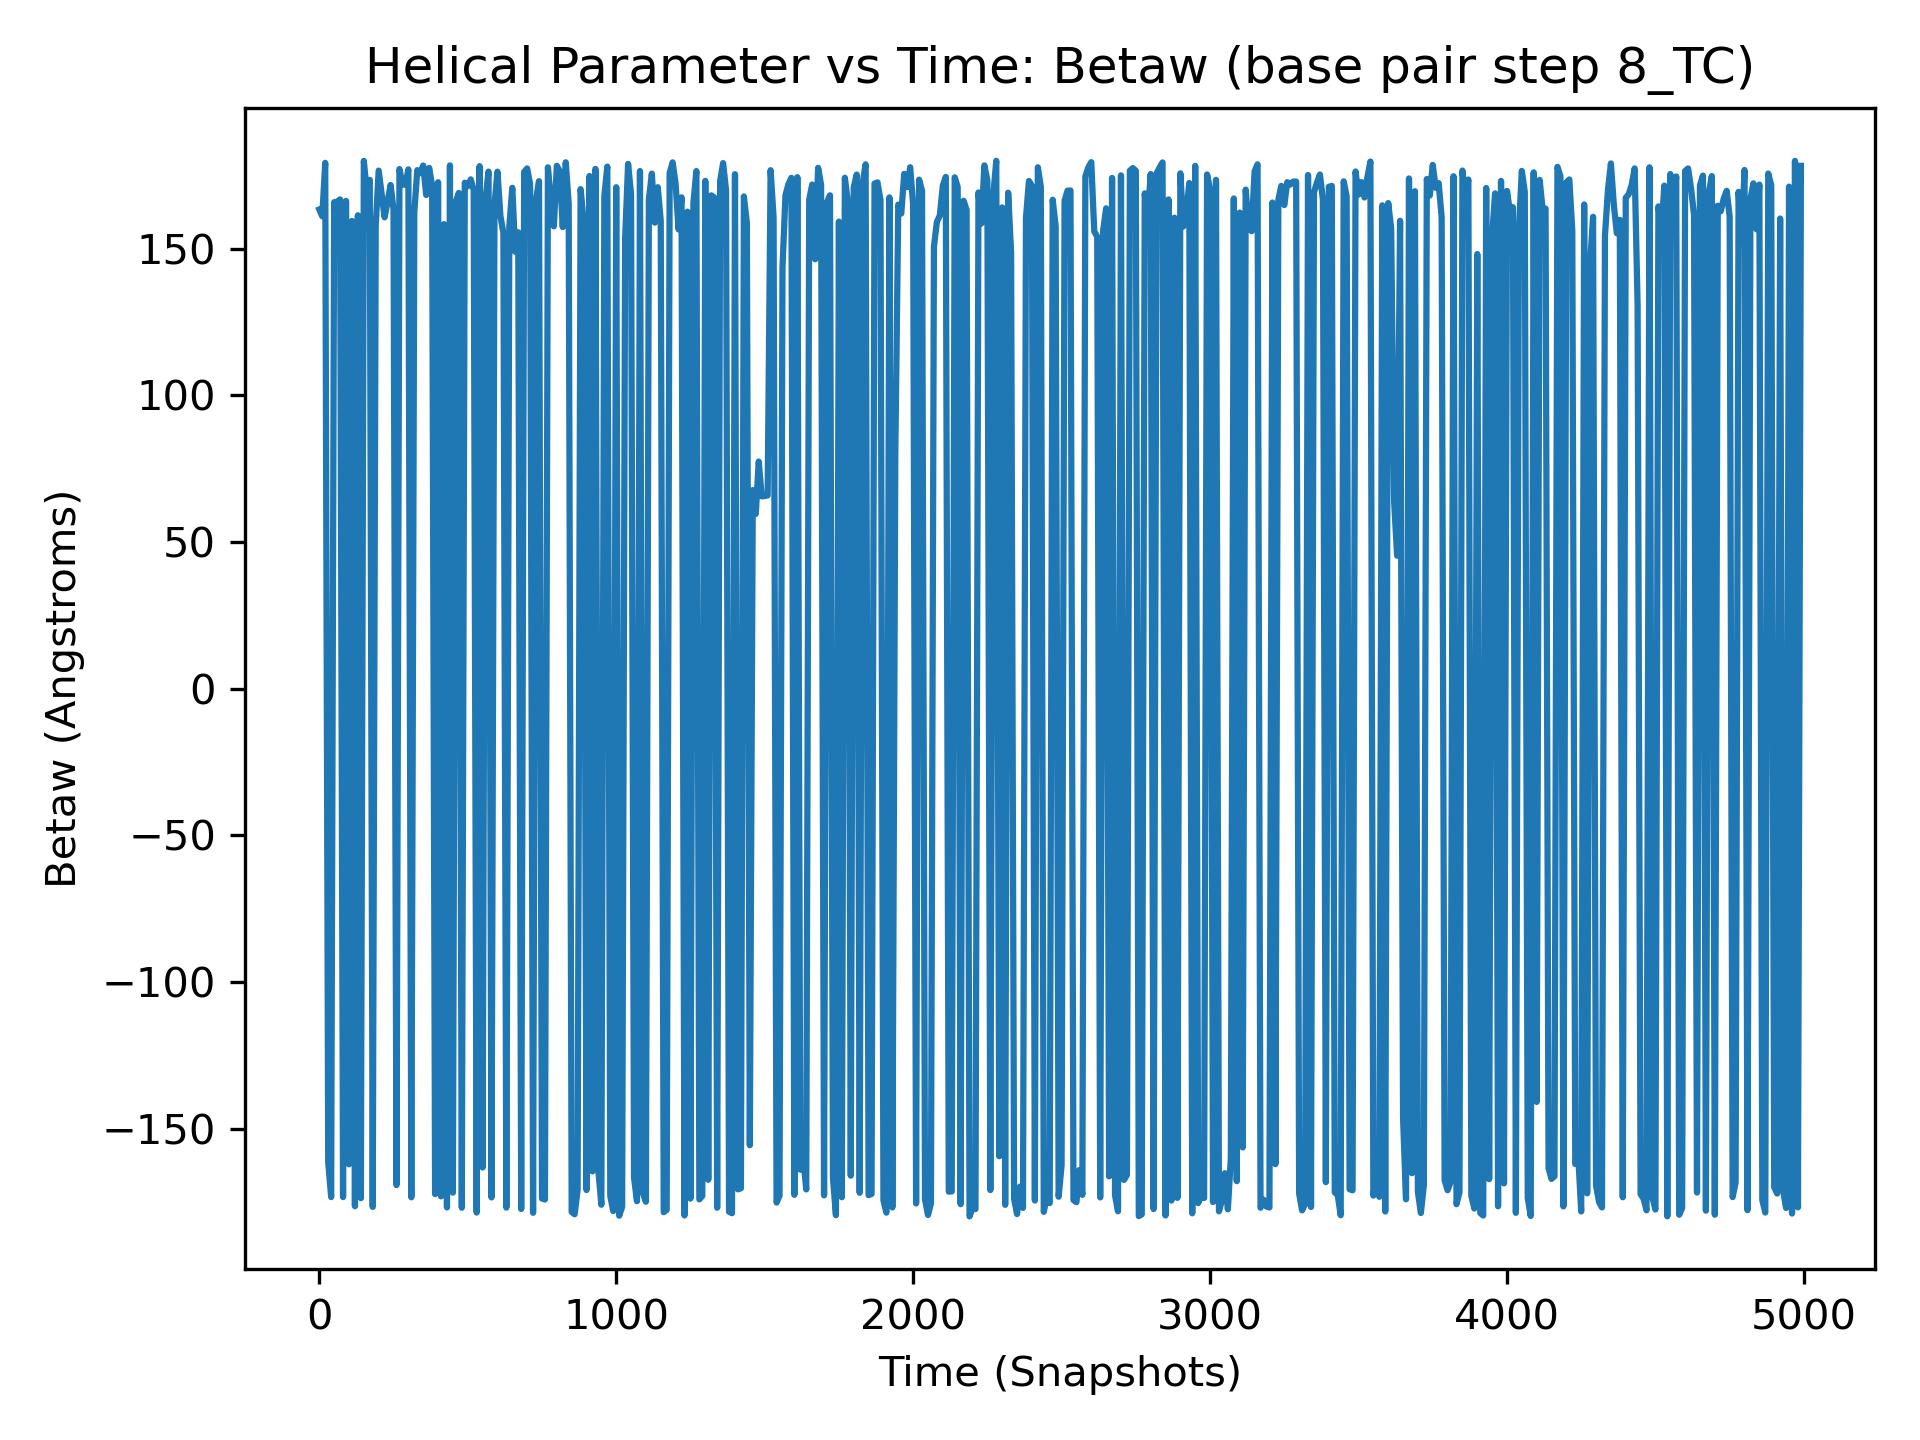 Helical Parameter vs Time: Betaw (base pair step 8_TC)
Betaw (Angstroms)
150
100
50
0
−50
−100
−150
0 1000 2000 3000 4000 5000
Time (Snapshots)